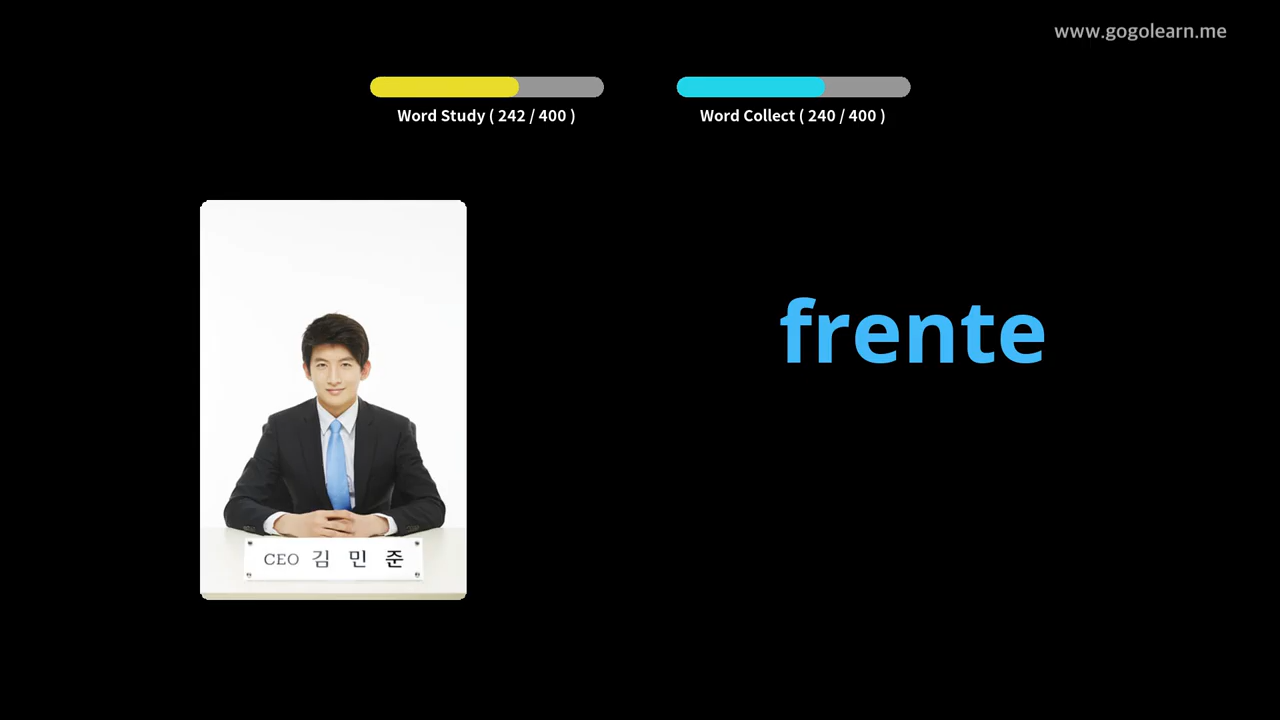 www.gogolearn.me
Word Study ( 242 / 400 )
Word Collect ( 240 / 400 )
frente
CEO 김 민 준